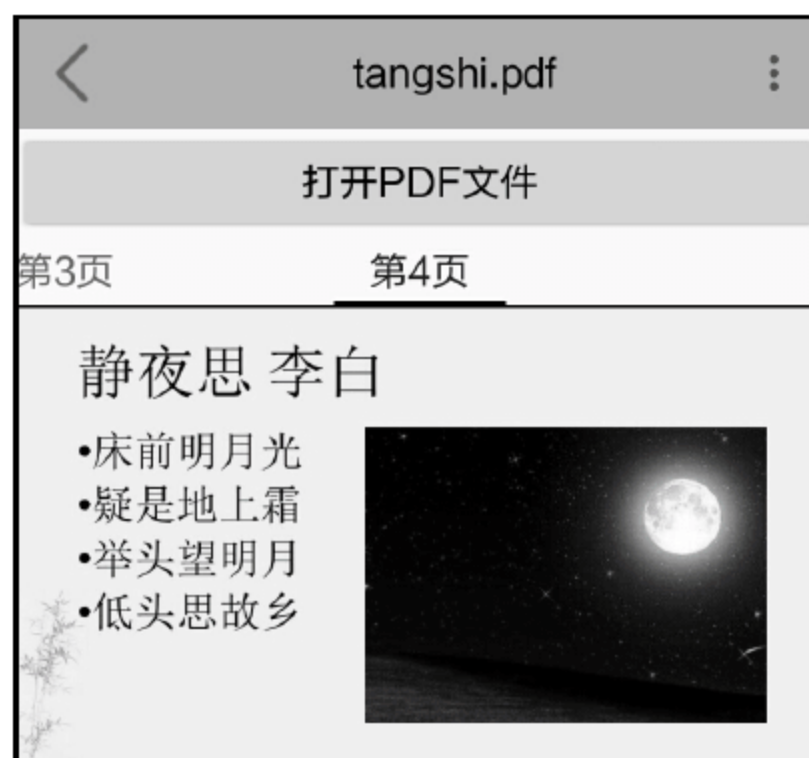 tangshi.pdf
打开PDF文件
第3页 第4页
静夜思 李白
•床前明月光
•疑是地上霜
•举头望明月
•低头思故乡